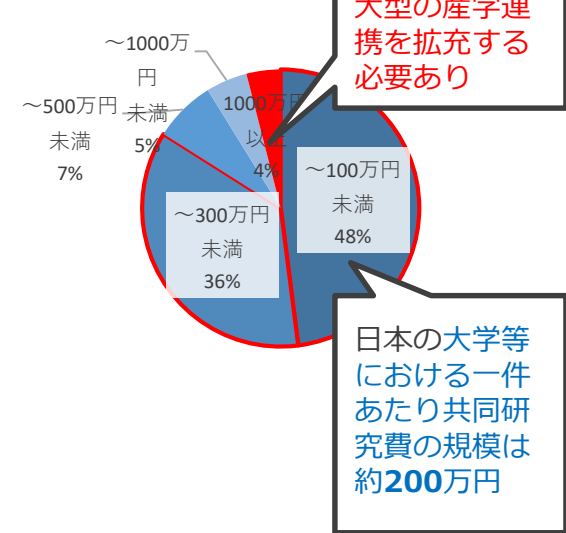 大型の産学連
携を拡充する
必要あり
～1000万
円
未満
5%
～500万円
未満
7%
1000万円
以上
4%
～100万円
未満
48%
～300万円
未満
36%
日本の大学等
における一件
あたり共同研
究費の規模は
約200万円